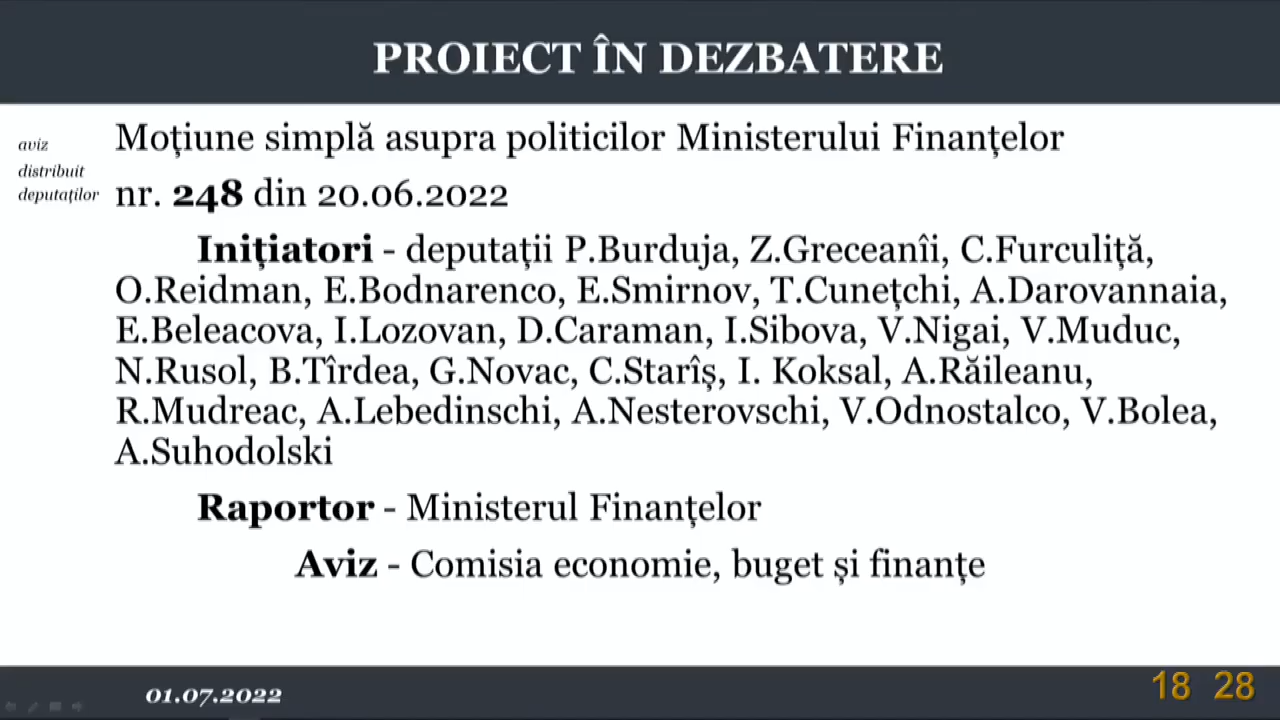 PROIECT ÎN DEZBATERE
aviz
distribuit
deputaților
Moțiune simplă asupra politicilor Ministerului Finanțelor
nr. 248 din 20.06.2022
Inițiatori - deputații P.Burduja, Z.Greceanîi, C.Furculiță,
O.Reidman, E.Bodnarenco, E.Smirnov, T.Cunețchi, A.Darovannaia,
E.Beleacova, I.Lozovan, D.Caraman, I.Sibova, V.Nigai, V.Muduc,
N.Rusol, B.Tîrdea, G.Novac, C.Starîș, I. Koksal, A.Răileanu,
R.Mudreac, A.Lebedinschi, A.Nesterovschi, V.Odnostalco, V.Bolea,
A.Suhodolski
Raportor - Ministerul Finanțelor
Aviz - Comisia economie, buget și finanțe
01.07.2022
18 28